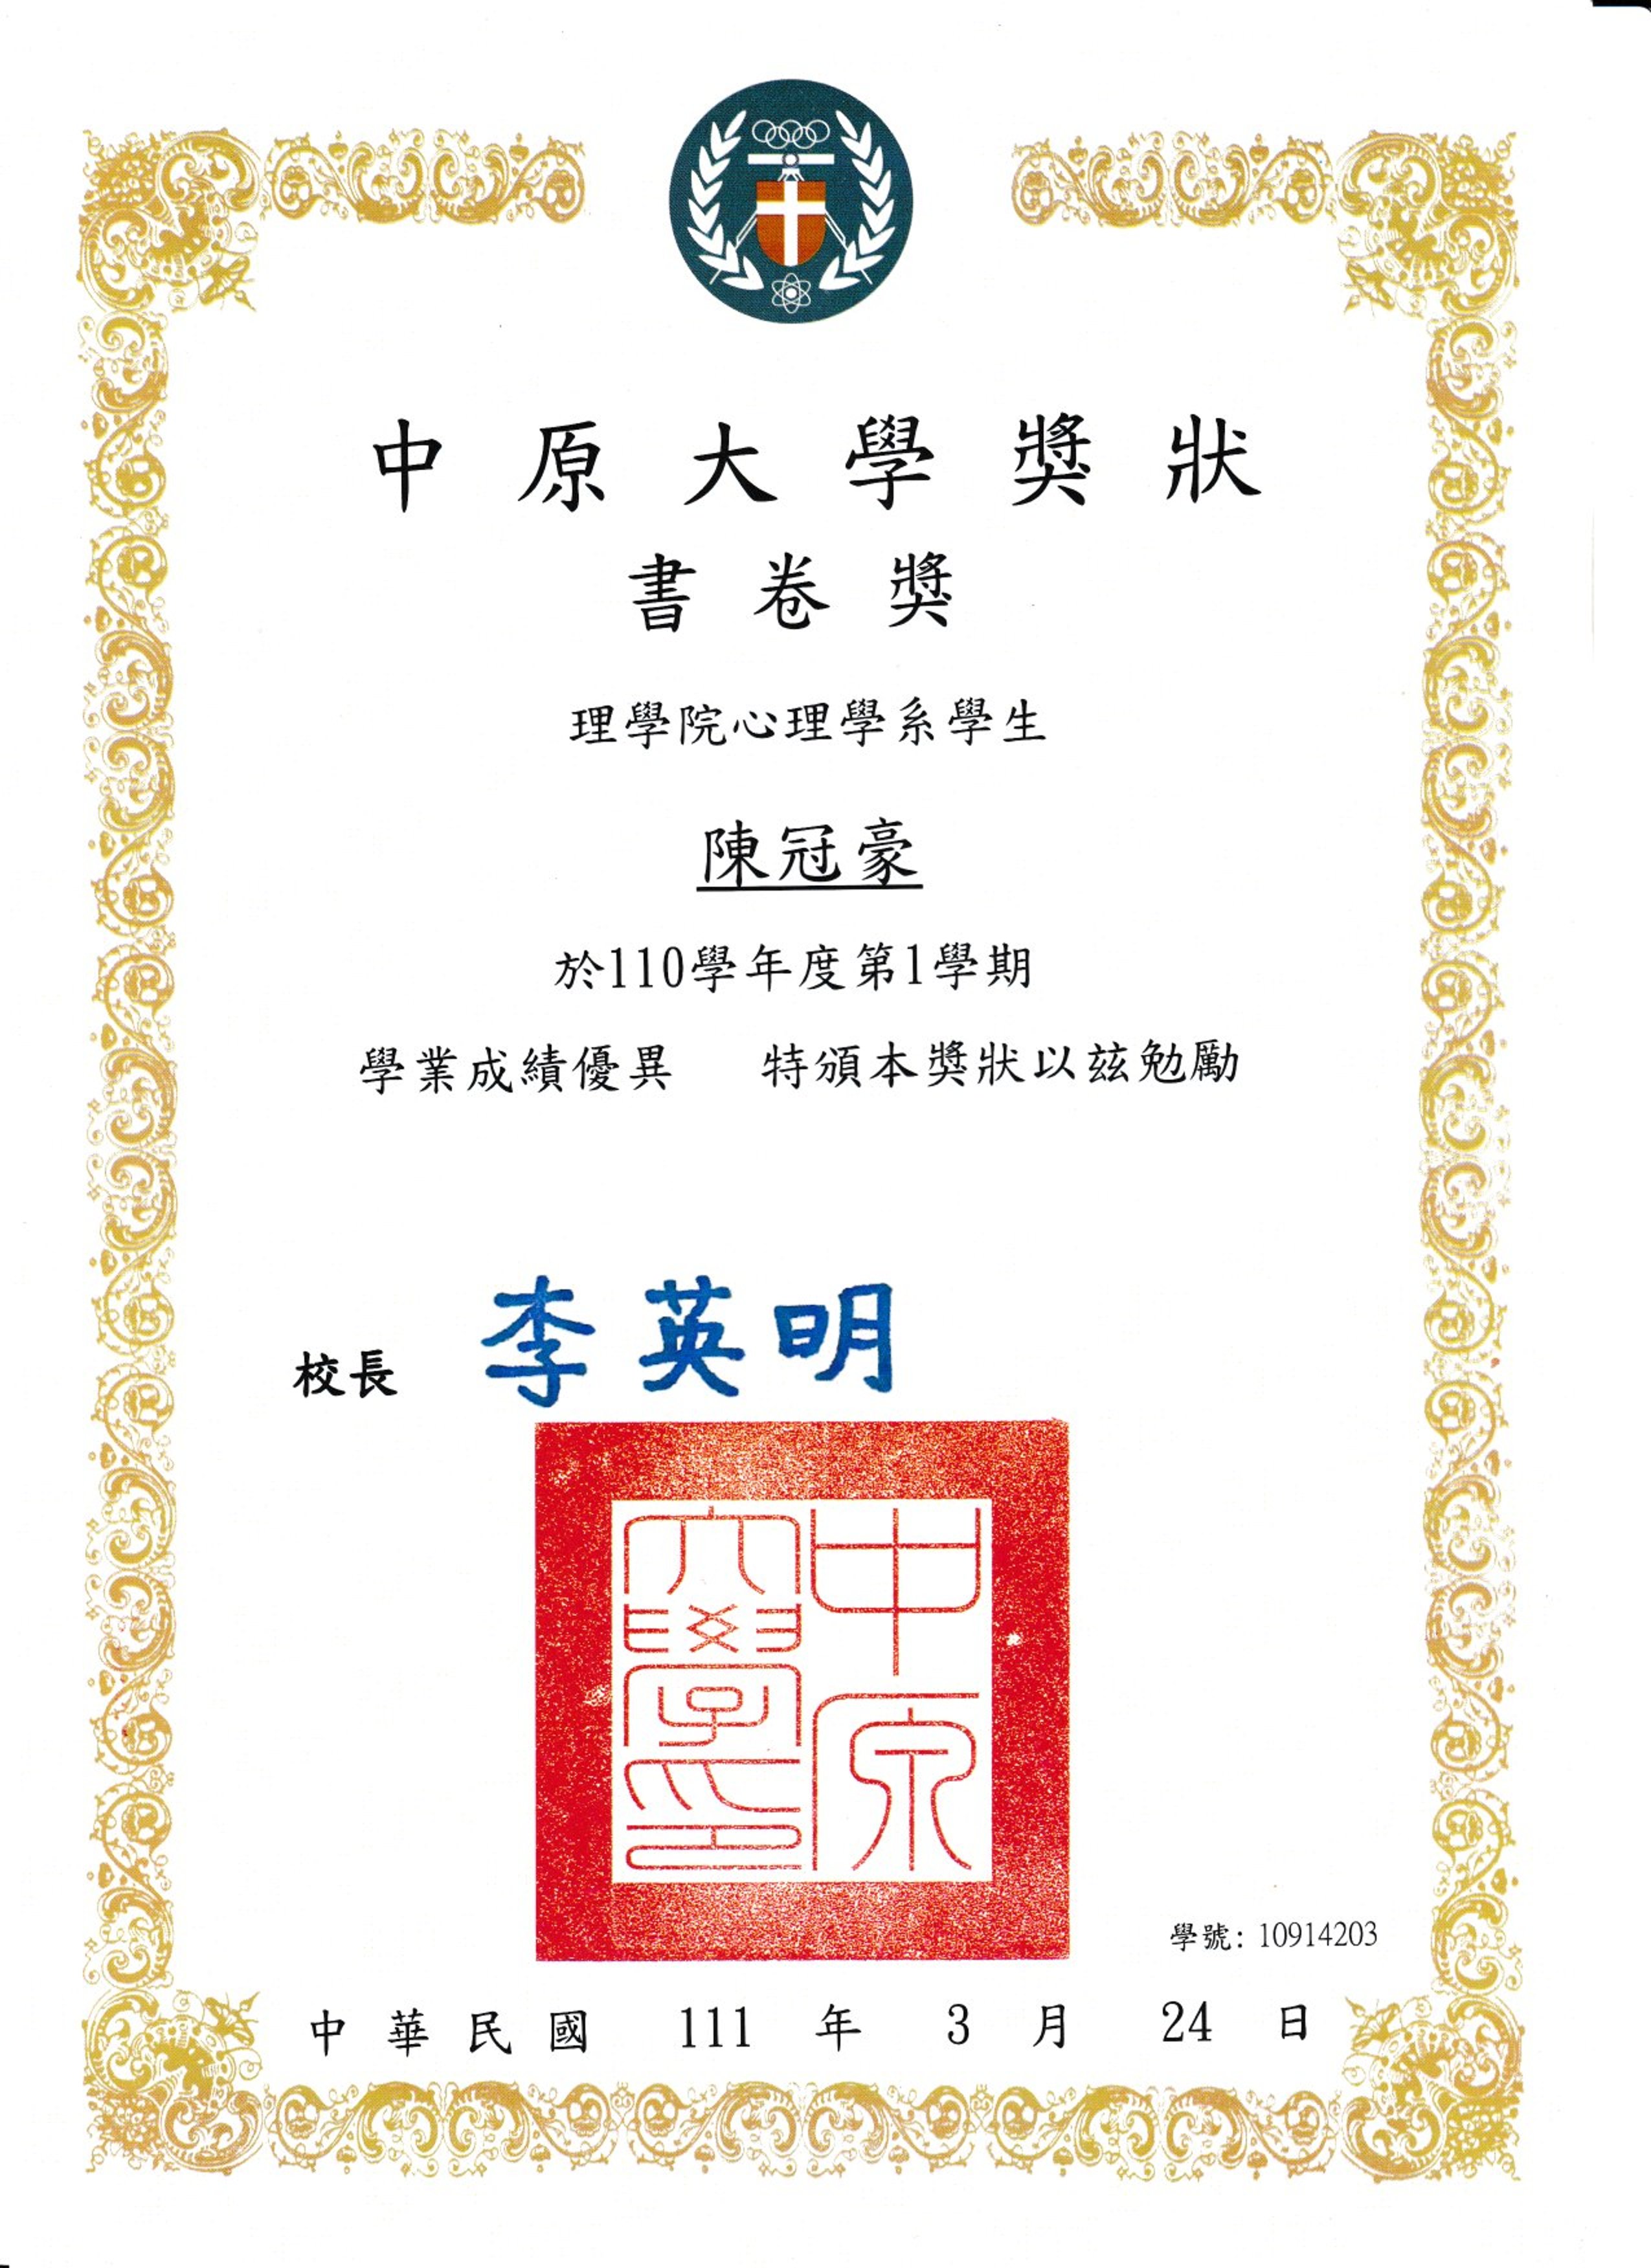 中原大學獎狀
書卷獎
理學院心理學系學生
陳冠豪
於110學年度第1學期
學業成績優異 特頒本獎狀以茲勉勵
校長 李英明
中原
大學印
學號：10914203
中華民國 111 年 3 月 24 日